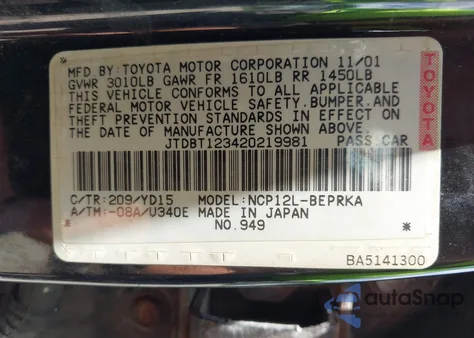 MFD. BY:TOYOTA MOTOR CORPORATION 11/01
GVWR 3010LB GAWR FR 1610LB RR 1450LB
THIS VEHICLE CONFORMS TO ALL APPLICABLE
FEDERAL MOTOR VEHICLE SAFETY,BUMPER,AND
THEFT PREVENTION STANDARDS IN EFFECT ON
THE DATE OF MANUFACTURE SHOWN ABOVE.
JTDBT123420219981 PASS.CAR
TOYOTA
C/TR:209/YD15 MODEL:NCP12L-BEPRKA
A/TM:-08A/U340E MADE IN JAPAN
NO.949
* *
BA5141300
autoSnap